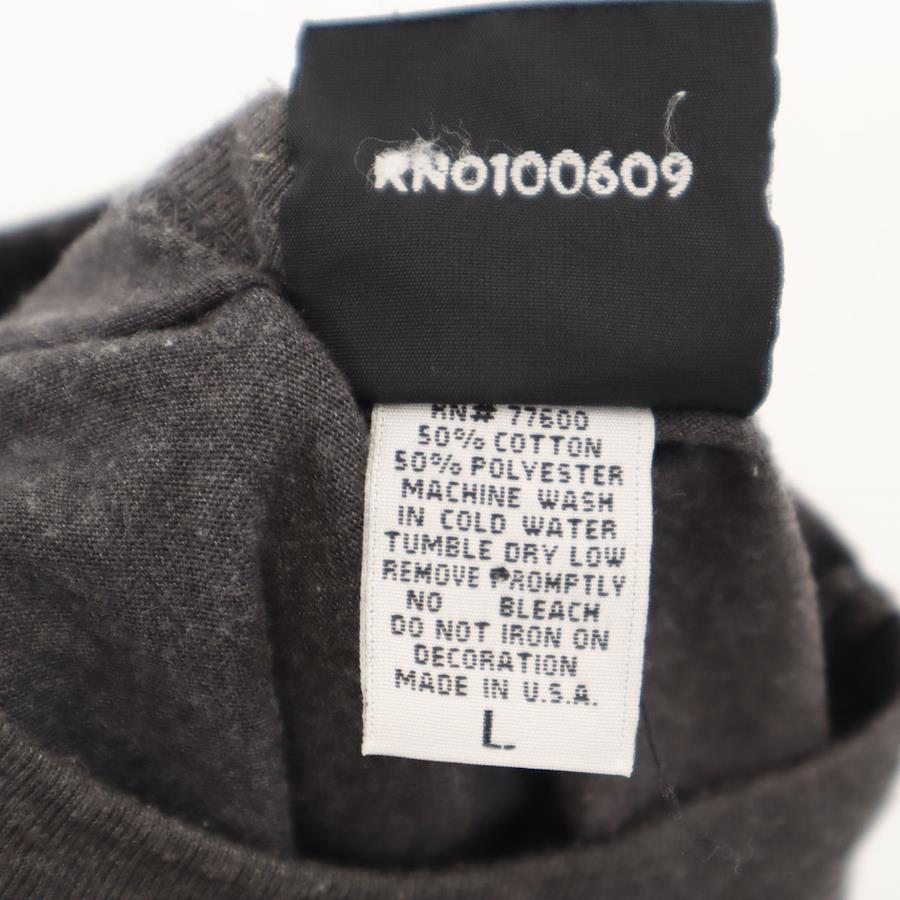 RNO100609
RN# 77600
50% COTTON
50% POLYESTER
MACHINE WASH
IN COLD WATER
TUMBLE DRY LOW
REMOVE PROMPTLY
NO BLEACH
DO NOT IRON ON
DECORATION
MADE IN U.S.A.
L